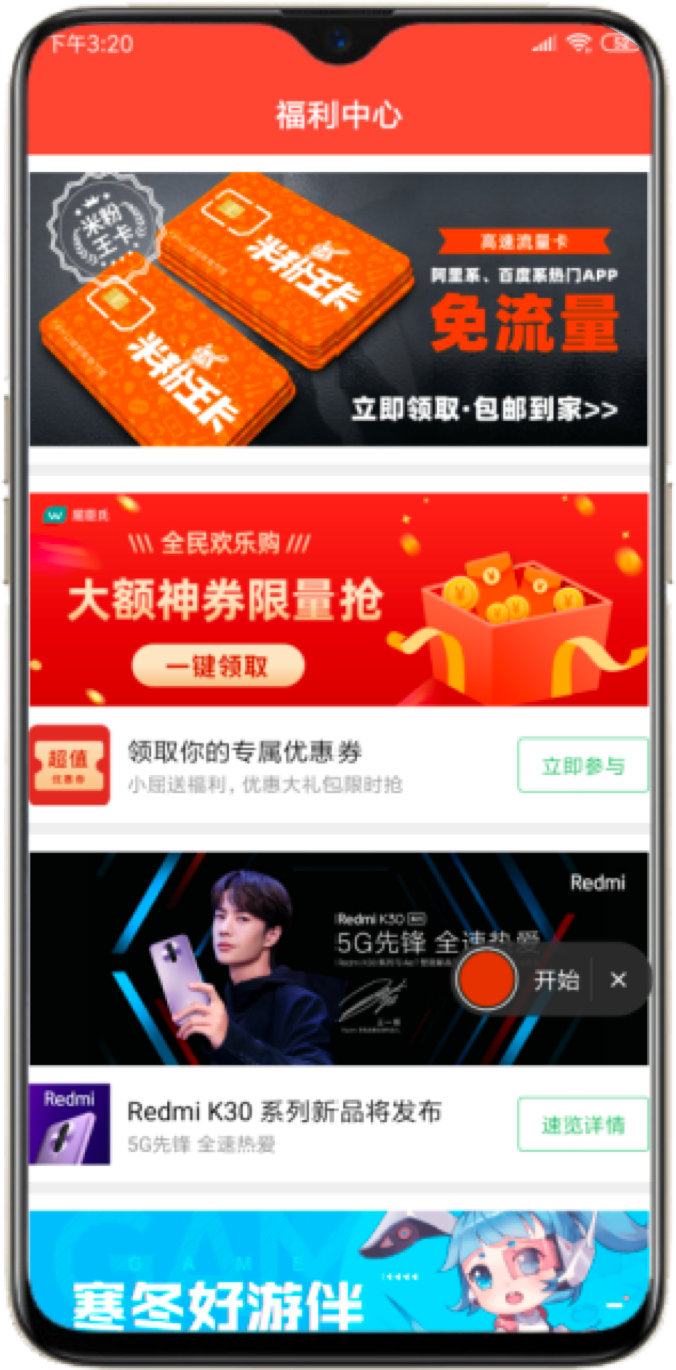 下午3:20
52
福利中心
米粉
王卡
米粉王卡
米粉王卡
高速流量卡
阿里系、百度系热门APP
免流量
立即领取·包邮到家>>
屈臣氏
\\\ 全民欢乐购 ///
大额神券限量抢
一键领取
超值
优惠券
领取你的专属优惠券
小屈送福利，优惠大礼包限时抢
立即参与
Redmi
Redmi K30
5G先锋 全速热爱
王一博
开始 ×
Redmi
Redmi K30 系列新品将发布
5G先锋 全速热爱
速览详情
GAME
GAME
寒冬好游伴